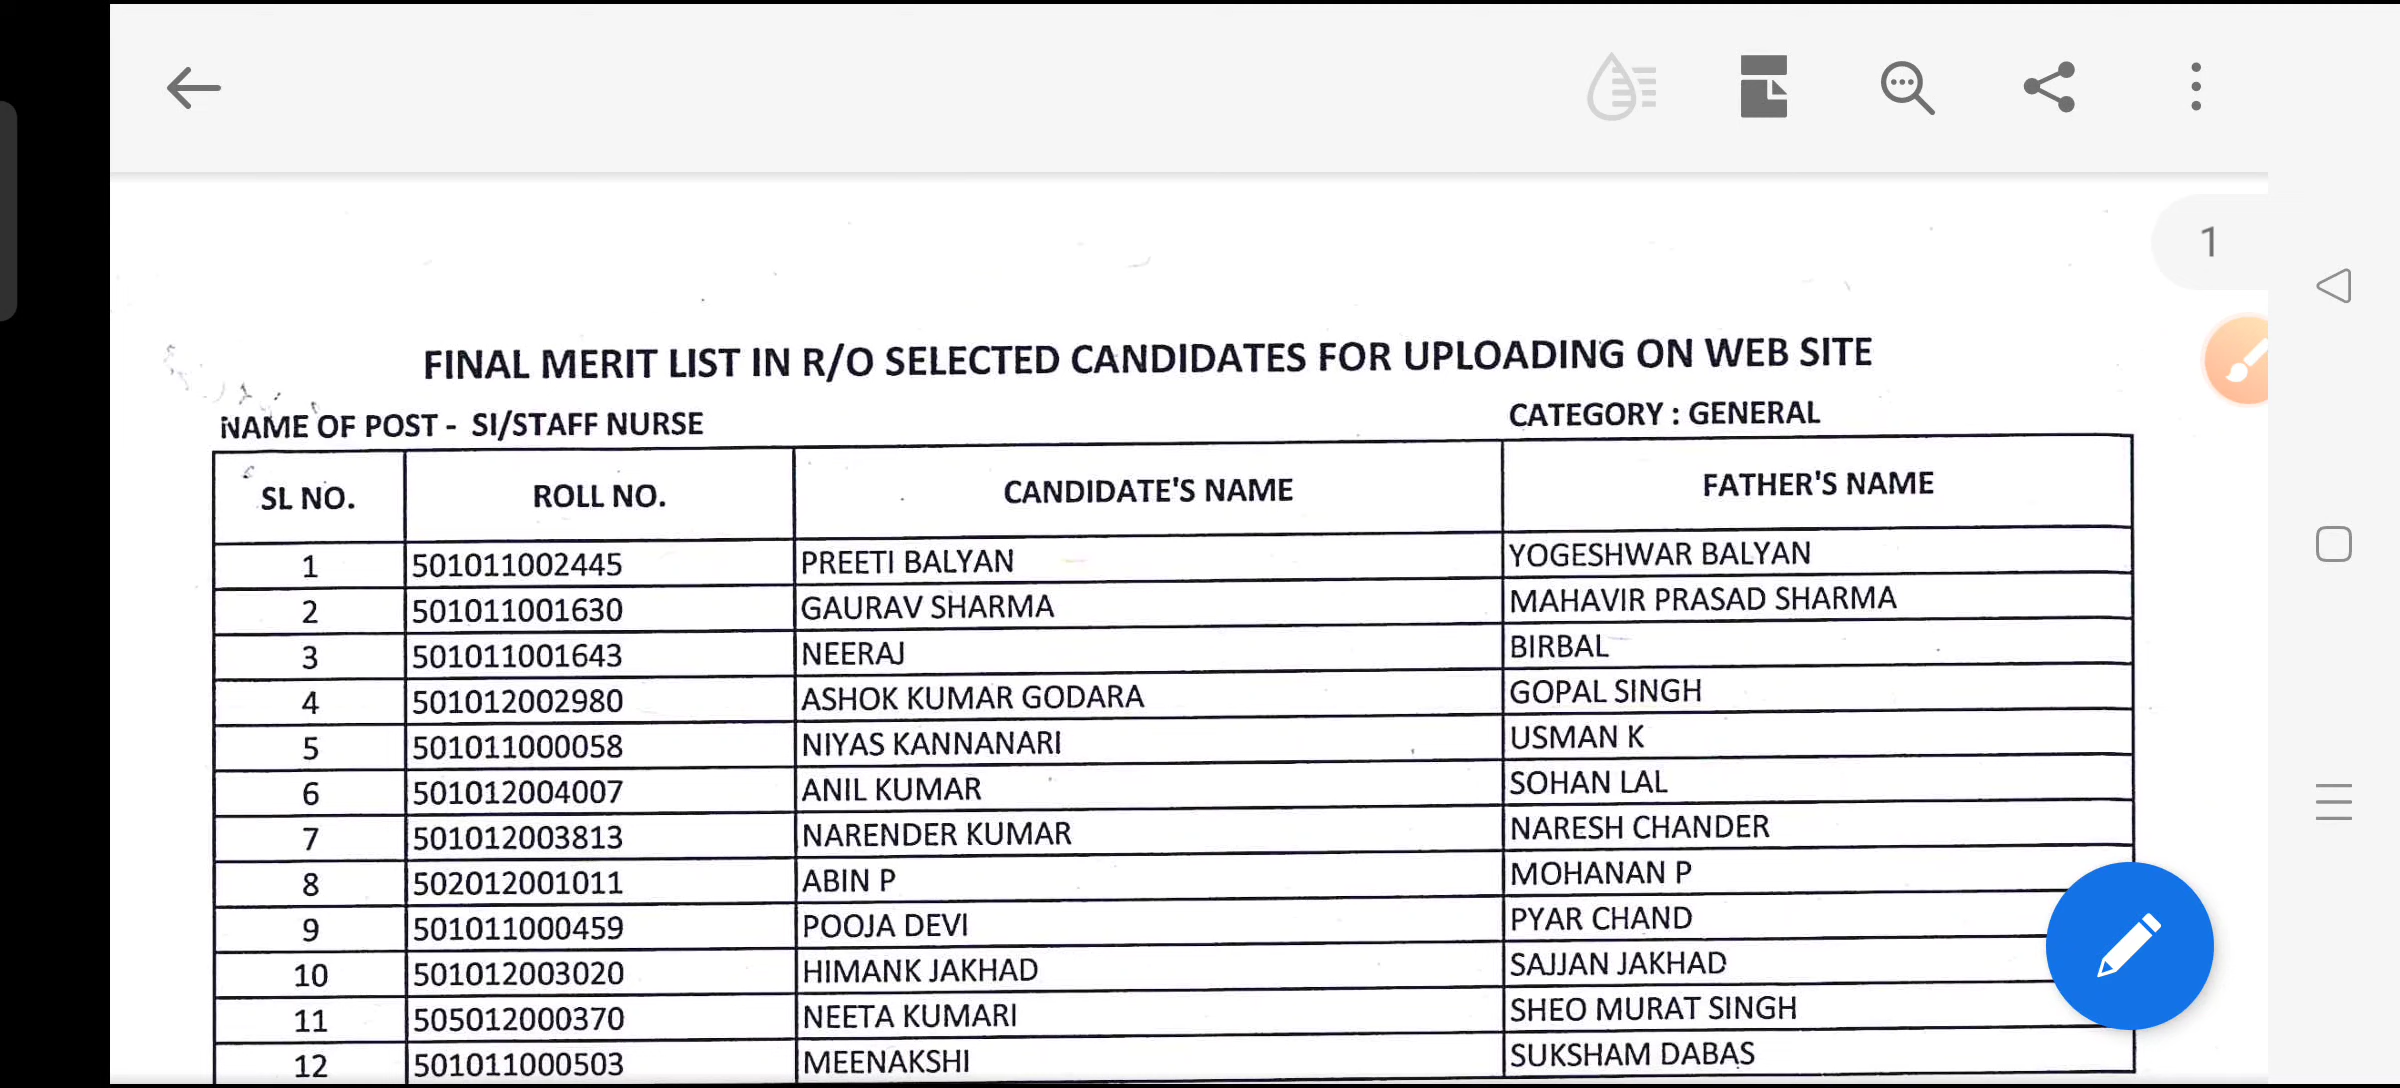 1
FINAL MERIT LIST IN R/O SELECTED CANDIDATES FOR UPLOADING ON WEB SITE
NAME OF POST - SI/STAFF NURSE CATEGORY : GENERAL
SL NO. ROLL NO. CANDIDATE'S NAME FATHER'S NAME
1 501011002445 PREETI BALYAN YOGESHWAR BALYAN
2 501011001630 GAURAV SHARMA MAHAVIR PRASAD SHARMA
3 501011001643 NEERAJ BIRBAL
4 501012002980 ASHOK KUMAR GODARA GOPAL SINGH
5 501011000058 NIYAS KANNANARI USMAN K
6 501012004007 ANIL KUMAR SOHAN LAL
7 501012003813 NARENDER KUMAR NARESH CHANDER
8 502012001011 ABIN P MOHANAN P
9 501011000459 POOJA DEVI PYAR CHAND
10 501012003020 HIMANK JAKHAD SAJJAN JAKHAD
11 505012000370 NEETA KUMARI SHEO MURAT SINGH
12 501011000503 MEENAKSHI SUKSHAM DABAS